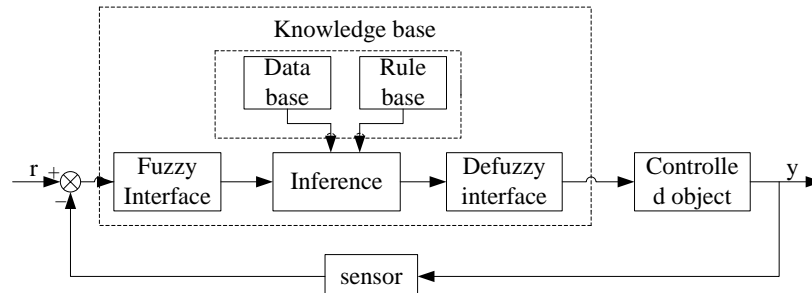 Knowledge base
Data
base
Rule
base
r
+
−
Fuzzy
Interface
Inference
Defuzzy
interface
Controlle
d object
y
sensor